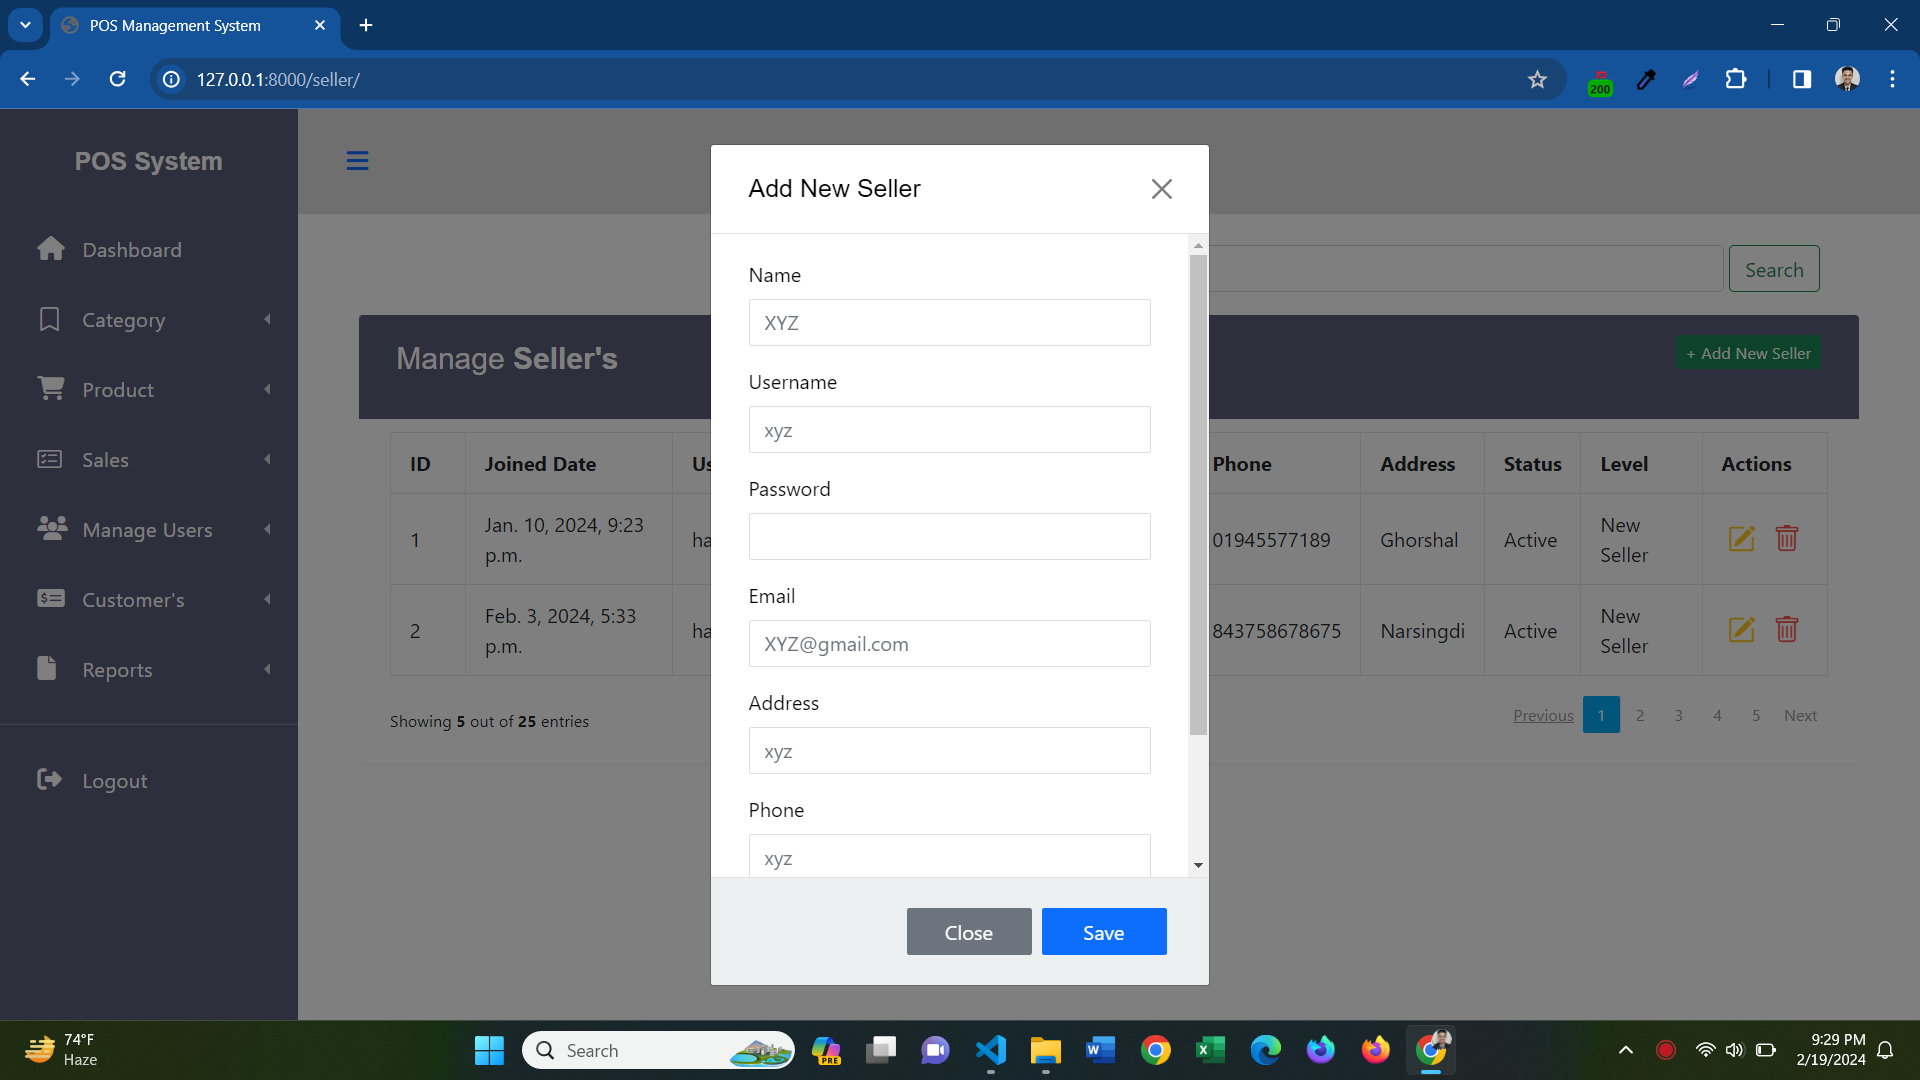 POS Management System
127.0.0.1:8000/seller/
200
POS System
Dashboard
Category
Product
Sales
Manage Users
Customer's
Reports
Logout
Search
Manage Seller's
+ Add New Seller
ID Joined Date Us Phone Address Status Level Actions
1 Jan. 10, 2024, 9:23 p.m. ha 01945577189 Ghorshal Active New Seller
2 Feb. 3, 2024, 5:33 p.m. ha 843758678675 Narsingdi Active New Seller
Showing 5 out of 25 entries
Previous 1 2 3 4 5 Next
Add New Seller
Name
XYZ
Username
xyz
Password
Email
XYZ@gmail.com
Address
xyz
Phone
xyz
Close Save
74°F
Haze
Search
PRE
9:29 PM
2/19/2024